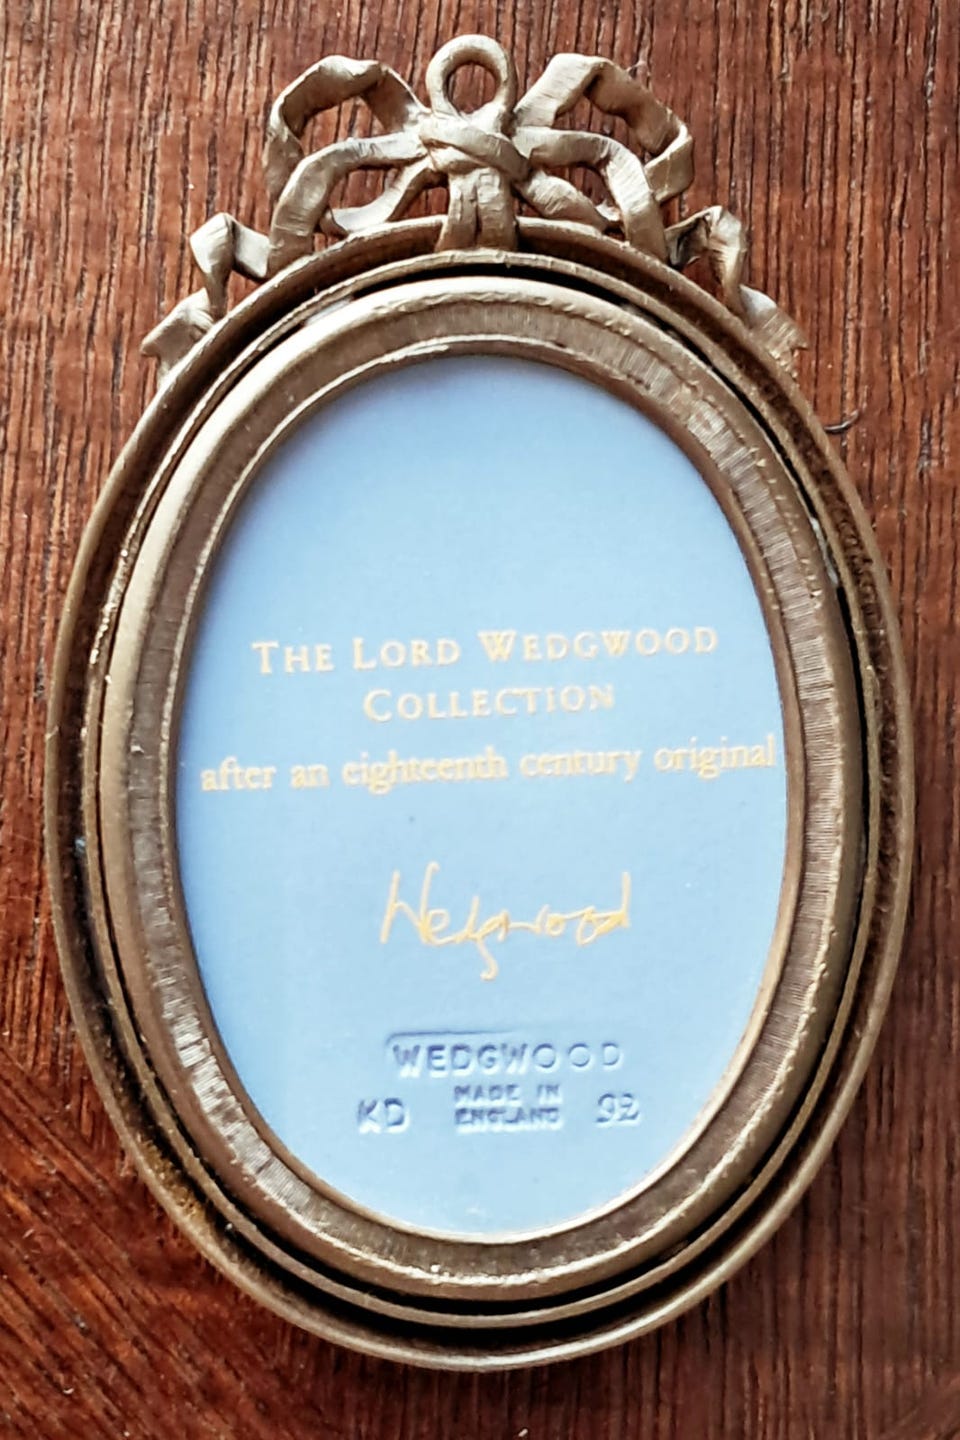 THE LORD WEDGWOOD
COLLECTION
after an eighteenth century original
Wedgwood
WEDGWOOD
KD MADE IN ENGLAND 92